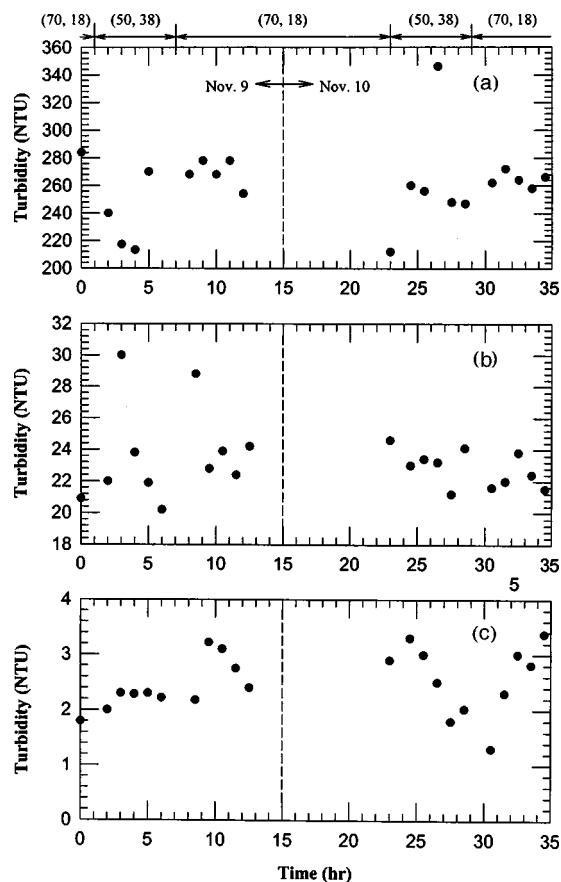 (70, 18) (50, 38) (70, 18) (50, 38) (70, 18)
360
340
320
300
280
260
240
220
200
Turbidity (NTU)
Nov. 9 Nov. 10
(a)
0 5 10 15 20 25 30 35
32
30
28
26
24
22
20
18
Turbidity (NTU)
(b)
0 5 10 15 20 25 30 35
5
4
3
2
1
0
Turbidity (NTU)
(c)
0 5 10 15 20 25 30 35
Time (hr)